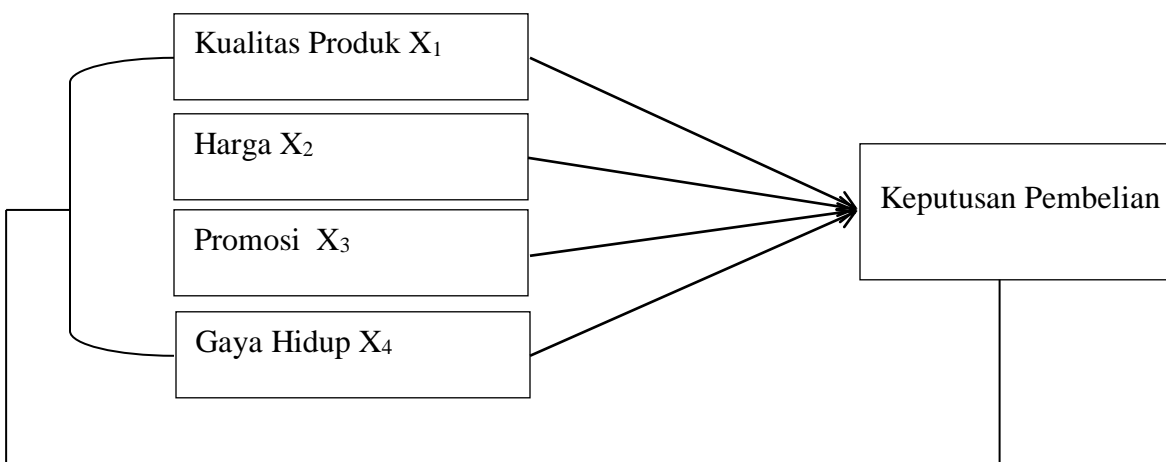 Kualitas Produk X₁
Harga X₂
Promosi X₃
Gaya Hidup X₄
Keputusan Pembelian